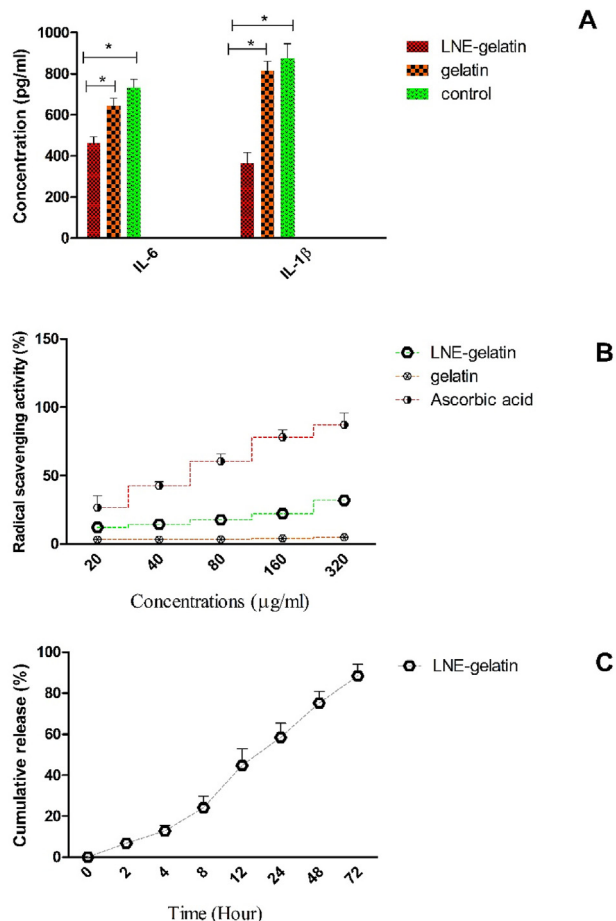 A
LNE-gelatin
gelatin
control
Concentration (pg/ml)
1000
800
600
400
200
0
*
*
*
*
IL-6
IL-1β
B
LNE-gelatin
gelatin
Ascorbic acid
Radical scavenging activity (%)
150
100
50
0
20 40 80 160 320
Concentrations (µg/ml)
C
LNE-gelatin
Cumulative release (%)
100
80
60
40
20
0
0 2 4 8 12 24 48 72
Time (Hour)